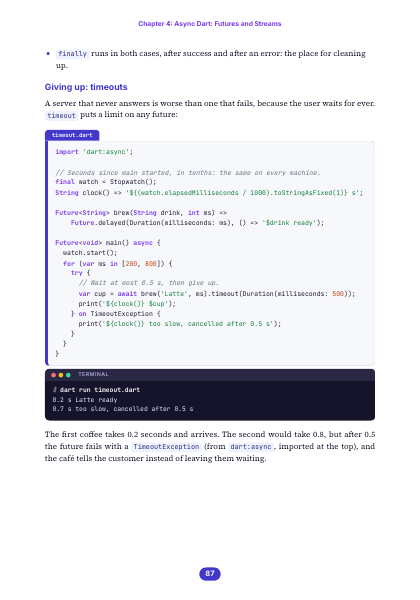 Chapter 4: Async Dart: Futures and Streams
• finally runs in both cases, after success and after an error: the place for cleaning
up.
Giving up: timeouts
A server that never answers is worse than one that fails, because the user waits for ever.
timeout puts a limit on any future:
timeout.dart
import 'dart:async';
// Seconds since main started, in tenths: the same on every machine.
final watch = Stopwatch();
String clock() => '${(watch.elapsedMilliseconds / 1000).toStringAsFixed(1)} s';
Future<String> brew(String drink, int ms) =>
Future.delayed(Duration(milliseconds: ms), () => '$drink ready');
Future<void> main() async {
watch.start();
for (var ms in [200, 800]) {
try {
// Wait at most 0.5 s, then give up.
var cup = await brew('Latte', ms).timeout(Duration(milliseconds: 500));
print('${clock()} $cup');
} on TimeoutException {
print('${clock()} too slow, cancelled after 0.5 s');
}
}
}
TERMINAL
$ dart run timeout.dart
0.2 s Latte ready
0.7 s too slow, cancelled after 0.5 s
The first coffee takes 0.2 seconds and arrives. The second would take 0.8, but after 0.5
the future fails with a TimeoutException (from dart:async, imported at the top), and
the café tells the customer instead of leaving them waiting.
87